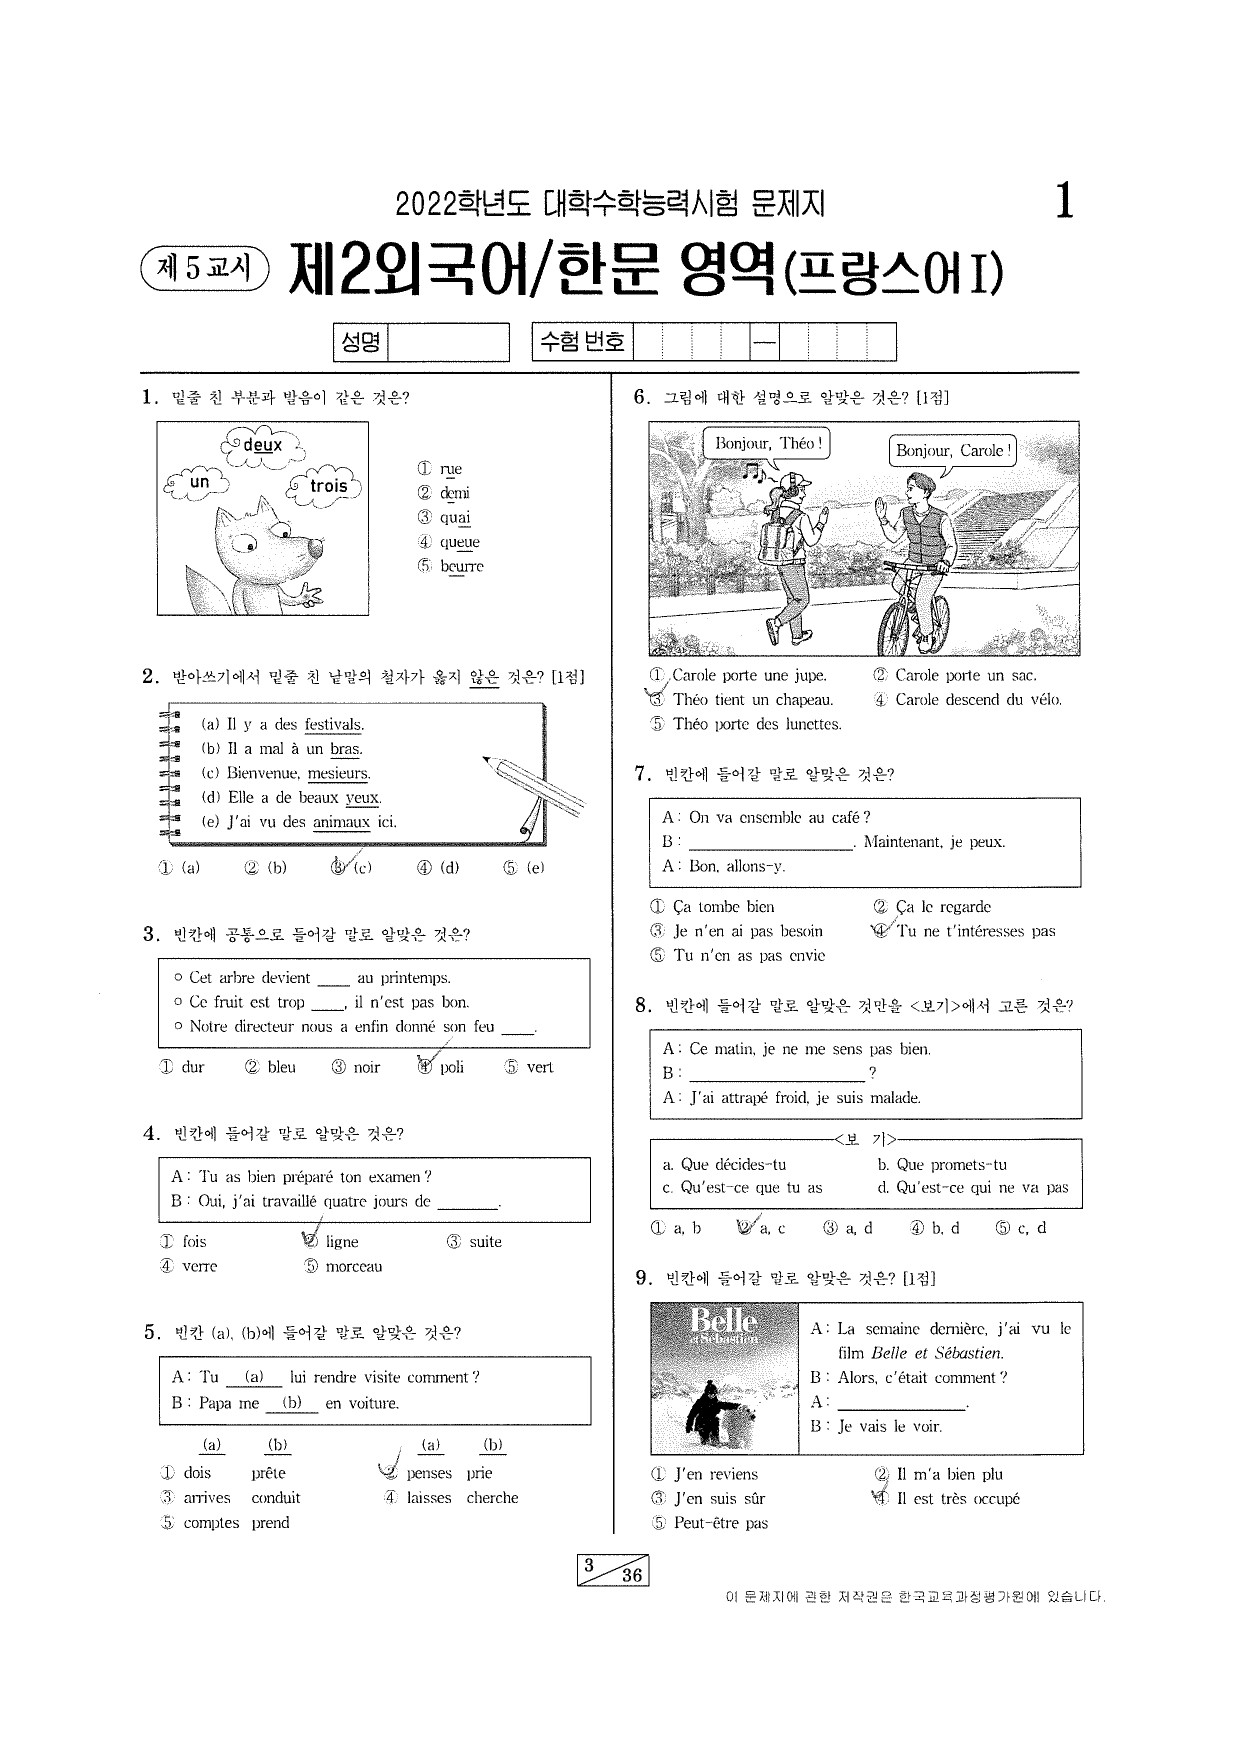 2022학년도 대학수학능력시험 문제지
1
제 5 교시
제2외국어/한문 영역(프랑스어 I)
성명
수험 번호
—
1. 밑줄 친 부분과 발음이 같은 것은?
deux
un
trois
① rue
② demi
③ quai
④ queue
⑤ beurre
2. 받아쓰기에서 밑줄 친 낱말의 철자가 옳지 않은 것은? [1점]
(a) Il y a des festivals.
(b) Il a mal à un bras.
(c) Bienvenue, mesieurs.
(d) Elle a de beaux yeux.
(e) J'ai vu des animaux ici.
① (a) ② (b) ③ (c) ④ (d) ⑤ (e)
3. 빈칸에 공통으로 들어갈 말로 알맞은 것은?
○ Cet arbre devient ____ au printemps.
○ Ce fruit est trop ____, il n'est pas bon.
○ Notre directeur nous a enfin donné son feu ____.
① dur ② bleu ③ noir ④ poli ⑤ vert
4. 빈칸에 들어갈 말로 알맞은 것은?
A : Tu as bien préparé ton examen ?
B : Oui, j'ai travaillé quatre jours de ________.
① fois ② ligne ③ suite
④ verre ⑤ morceau
5. 빈칸 (a), (b)에 들어갈 말로 알맞은 것은?
A : Tu (a) lui rendre visite comment ?
B : Papa me (b) en voiture.
(a) (b) (a) (b)
① dois prête ② penses prie
③ arrives conduit ④ laisses cherche
⑤ comptes prend
6. 그림에 대한 설명으로 알맞은 것은? [1점]
Bonjour, Théo !
Bonjour, Carole !
① Carole porte une jupe. ② Carole porte un sac.
③ Théo tient un chapeau. ④ Carole descend du vélo.
⑤ Théo porte des lunettes.
7. 빈칸에 들어갈 말로 알맞은 것은?
A : On va ensemble au café ?
B : ____________________. Maintenant, je peux.
A : Bon, allons-y.
① Ça tombe bien ② Ça le regarde
③ Je n'en ai pas besoin ④ Tu ne t'intéresses pas
⑤ Tu n'en as pas envie
8. 빈칸에 들어갈 말로 알맞은 것만을 <보기>에서 고른 것은?
A : Ce matin, je ne me sens pas bien.
B : ______________________ ?
A : J'ai attrapé froid, je suis malade.
<보 기>
a. Que décides-tu b. Que promets-tu
c. Qu'est-ce que tu as d. Qu'est-ce qui ne va pas
① a, b ② a, c ③ a, d ④ b, d ⑤ c, d
9. 빈칸에 들어갈 말로 알맞은 것은? [1점]
Belle
et Sébastien
A : La semaine dernière, j'ai vu le
film Belle et Sébastien.
B : Alors, c'était comment ?
A : ________________.
B : Je vais le voir.
① J'en reviens ② Il m'a bien plu
③ J'en suis sûr ④ Il est très occupé
⑤ Peut-être pas
3
36
이 문제지에 관한 저작권은 한국교육과정평가원에 있습니다.